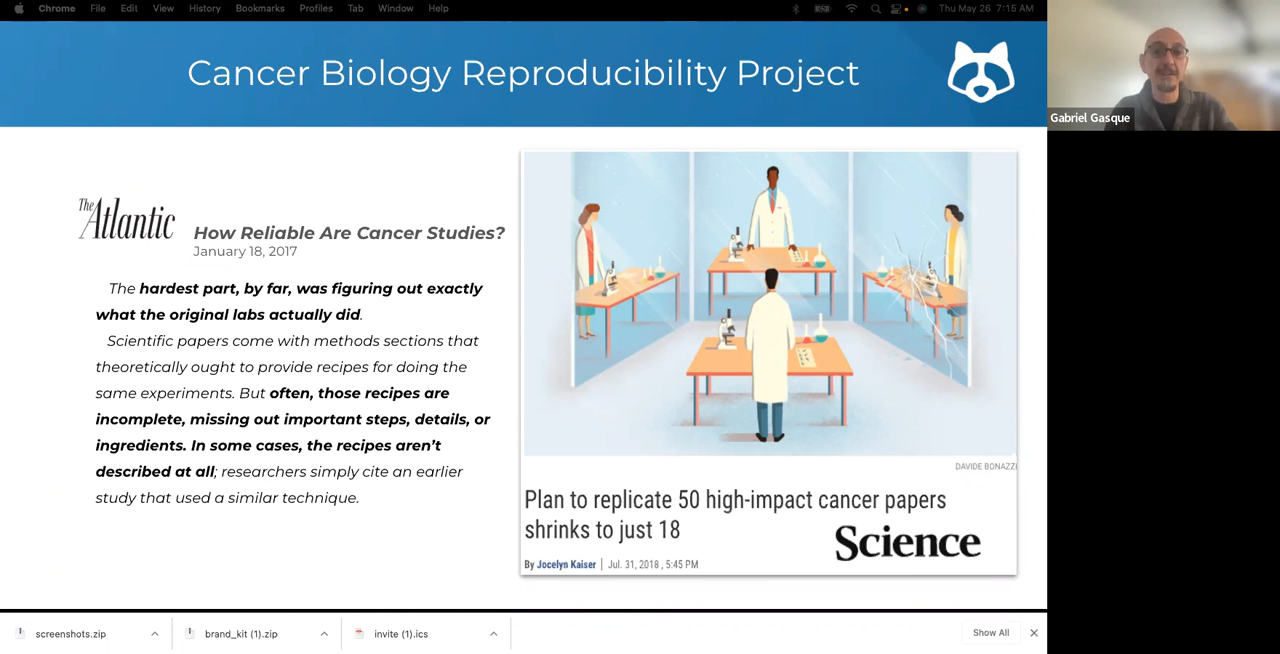 Chrome File Edit View History Bookmarks Profiles Tab Window Help
Thu May 26 7:15 AM
Cancer Biology Reproducibility Project
Gabriel Gasque
The Atlantic
How Reliable Are Cancer Studies?
January 18, 2017
The hardest part, by far, was figuring out exactly
what the original labs actually did.
Scientific papers come with methods sections that
theoretically ought to provide recipes for doing the
same experiments. But often, those recipes are
incomplete, missing out important steps, details, or
ingredients. In some cases, the recipes aren’t
described at all; researchers simply cite an earlier
study that used a similar technique.
DAVIDE BONAZZI
Plan to replicate 50 high-impact cancer papers
shrinks to just 18
Science
By Jocelyn Kaiser | Jul. 31, 2018 , 5:45 PM
screenshots.zip
brand_kit (1).zip
invite (1).ics
Show All